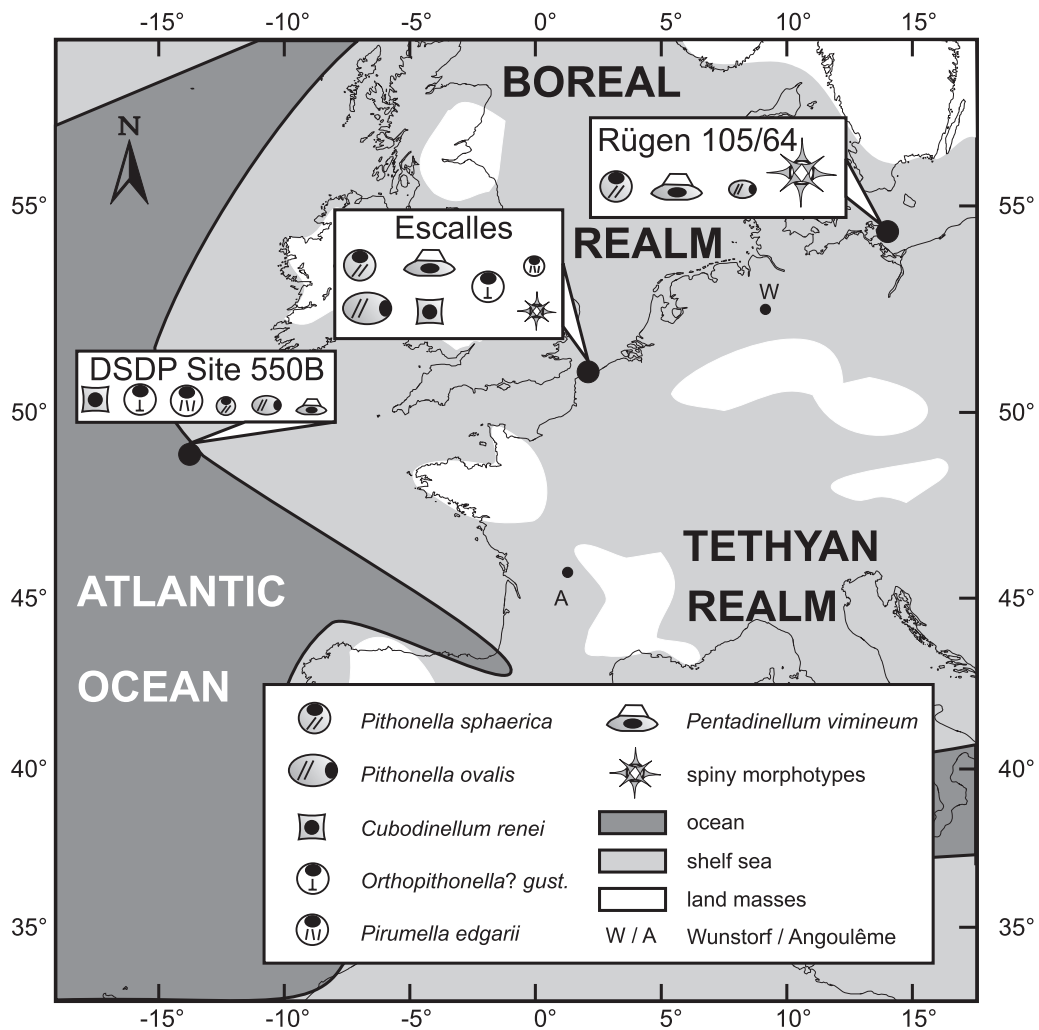 -15° -10° -5° 0° 5° 10° 15°
BOREAL
N
Rügen 105/64
55° 55°
Escalles
REALM
W
DSDP Site 550B
50° 50°
TETHYAN
ATLANTIC
45° 45°
A
REALM
OCEAN
Pithonella sphaerica
Pentadinellum vimineum
40° 40°
Pithonella ovalis
spiny morphotypes
Cubodinellum renei
ocean
shelf sea
Orthopithonella? gust.
land masses
35° 35°
Pirumella edgarii
W / A Wunstorf / Angoulême
-15° -10° -5° 0° 5° 10° 15°